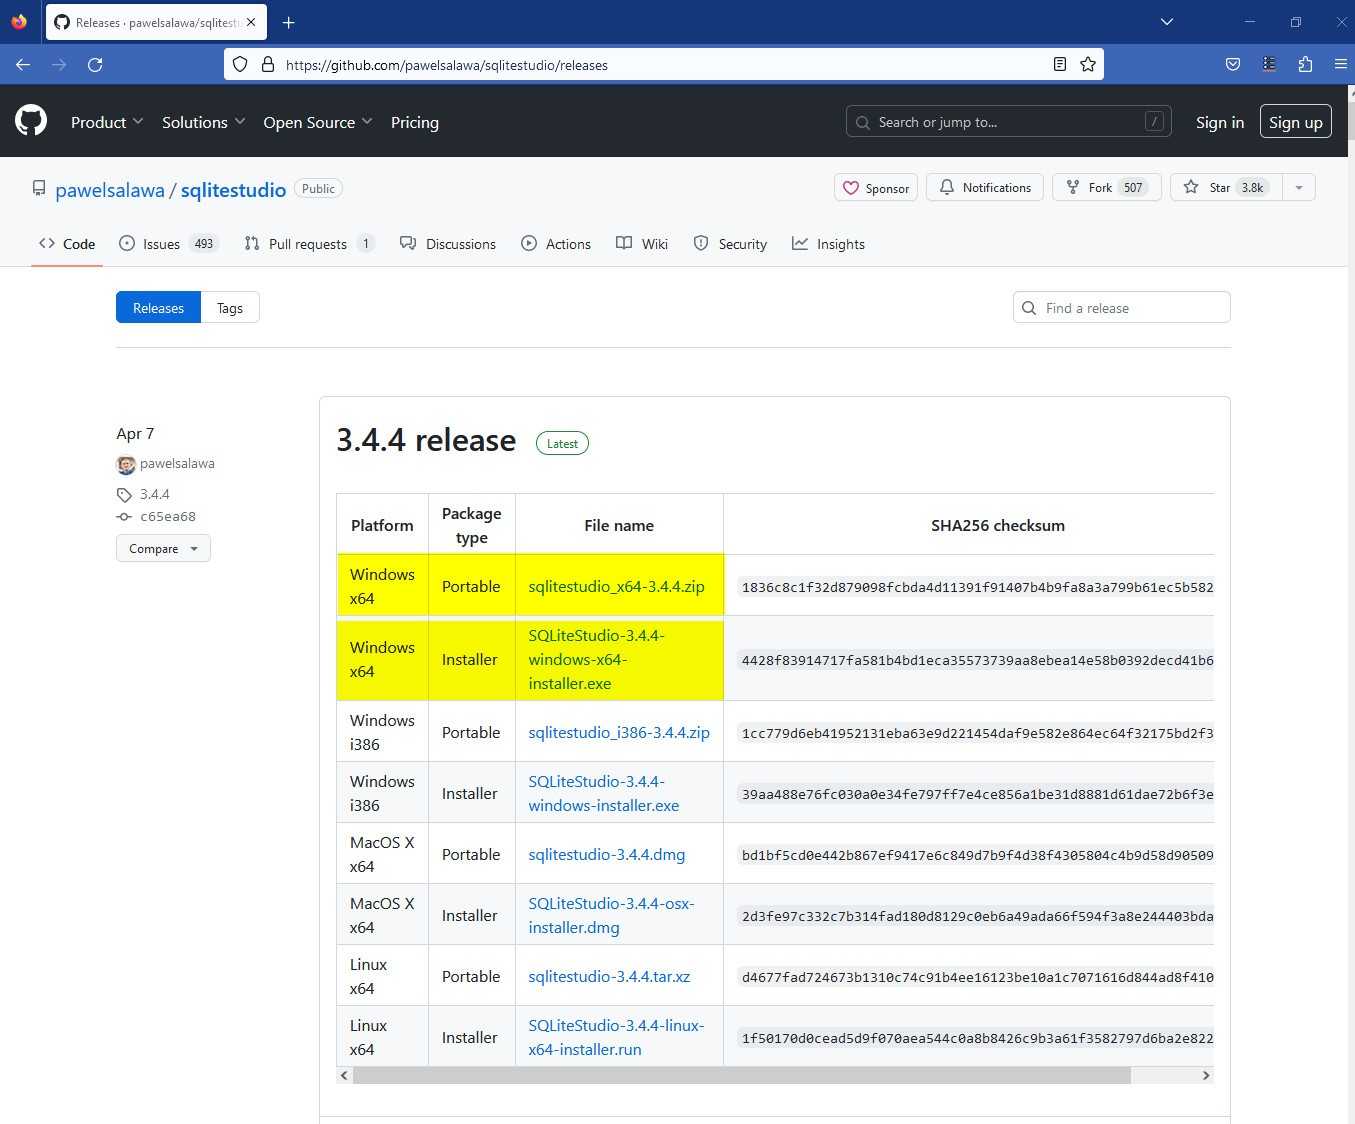 Releases · pawelsalawa/sqlitestu
https://github.com/pawelsalawa/sqlitestudio/releases
Product Solutions Open Source Pricing Search or jump to... / Sign in Sign up
pawelsalawa / sqlitestudio Public Sponsor Notifications Fork 507 Star 3.8k
Code Issues 493 Pull requests 1 Discussions Actions Wiki Security Insights
Releases Tags Find a release
Apr 7
pawelsalawa
3.4.4
c65ea68
Compare
3.4.4 release Latest
Platform Package type File name SHA256 checksum
Windows x64 Portable sqlitestudio_x64-3.4.4.zip 1836c8c1f32d879098fcbda4d11391f91407b4b9fa8a3a799b61ec5b582
Windows x64 Installer SQLiteStudio-3.4.4-windows-x64-installer.exe 4428f83914717fa581b4bd1eca35573739aa8ebea14e58b0392decd41b6
Windows i386 Portable sqlitestudio_i386-3.4.4.zip 1cc779d6eb41952131eba63e9d221454daf9e582e864ec64f32175bd2f3
Windows i386 Installer SQLiteStudio-3.4.4-windows-installer.exe 39aa488e76fc030a0e34fe797ff7e4ce856a1be31d8881d61dae72b6f3e
MacOS X x64 Portable sqlitestudio-3.4.4.dmg bd1bf5cd0e442b867ef9417e6c849d7b9f4d38f4305804c4b9d58d90509
MacOS X x64 Installer SQLiteStudio-3.4.4-osx-installer.dmg 2d3fe97c332c7b314fad180d8129c0eb6a49ada66f594f3a8e244403bda
Linux x64 Portable sqlitestudio-3.4.4.tar.xz d4677fad724673b1310c74c91b4ee16123be10a1c7071616d844ad8f410
Linux x64 Installer SQLiteStudio-3.4.4-linux-x64-installer.run 1f50170d0cead5d9f070aea544c0a8b8426c9b3a61f3582797d6ba2e822